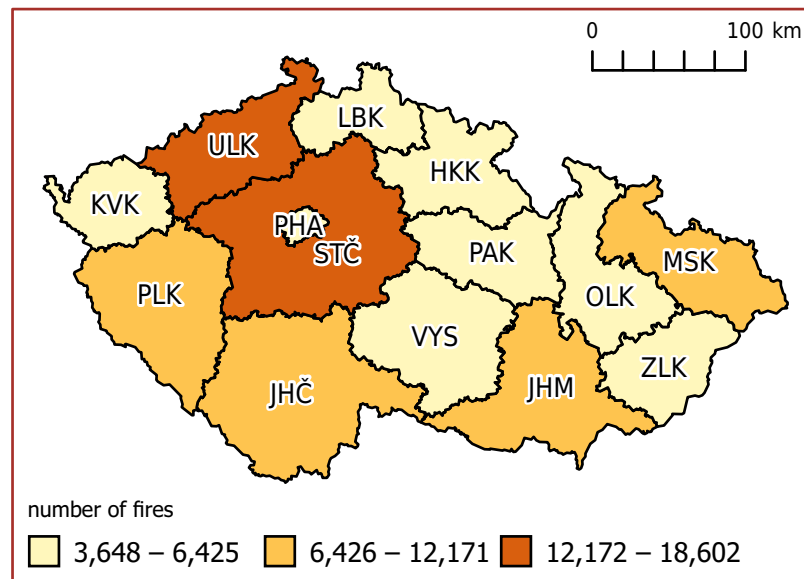 0 100 km
LBK
ULK
HKK
KVK
PHA
STČ
PAK
MSK
PLK
OLK
VYS
ZLK
JHČ
JHM
number of fires
3,648 – 6,425 6,426 – 12,171 12,172 – 18,602